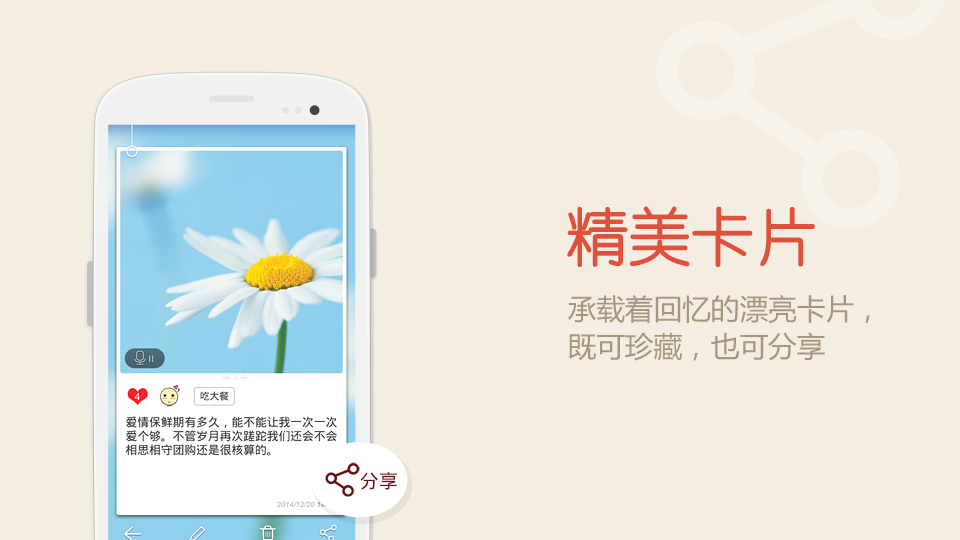 精美卡片
承载着回忆的漂亮卡片，
既可珍藏，也可分享
4
吃大餐
爱情保鲜期有多久，能不能让我一次一次
爱个够。不管岁月再次蹉跎我们还会不会
相思相守团购还是很核算的。
2014/12/20
分享